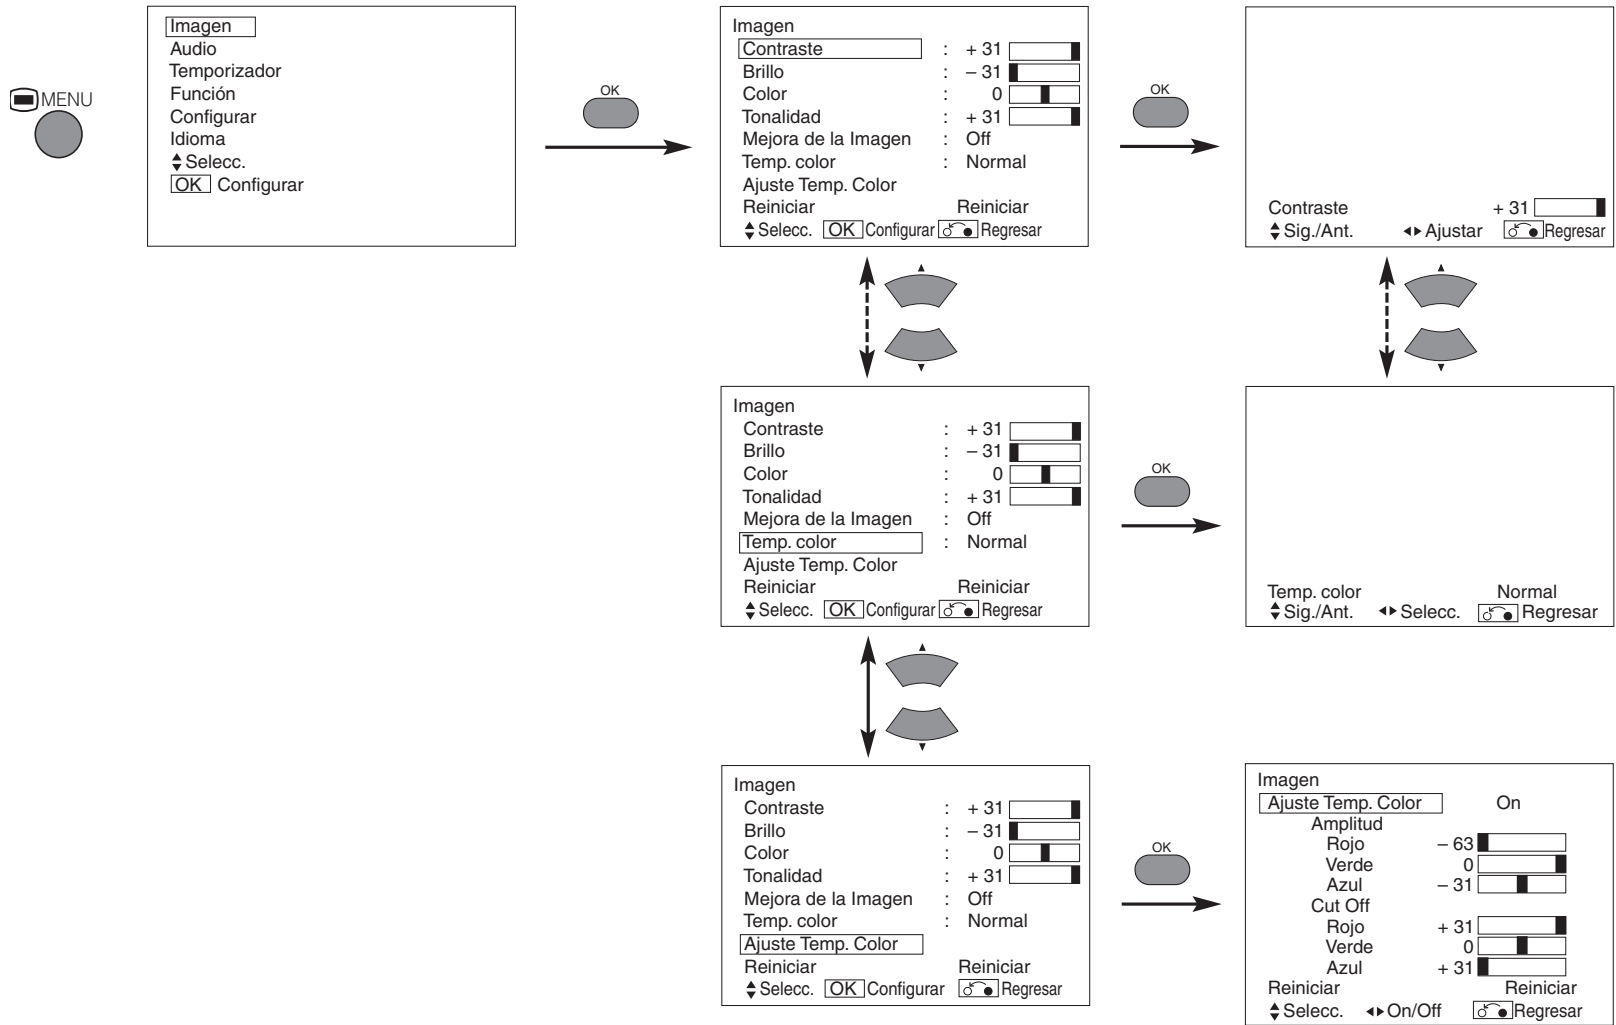 MENU
Imagen
Audio
Temporizador
Función
Configurar
Idioma
Selecc.
OK Configurar
OK
Imagen
Contraste : + 31
Brillo : – 31
Color : 0
Tonalidad : + 31
Mejora de la Imagen : Off
Temp. color : Normal
Ajuste Temp. Color
Reiniciar Reiniciar
Selecc. OK Configurar Regresar
OK
Contraste + 31
Sig./Ant. Ajustar Regresar
Imagen
Contraste : + 31
Brillo : – 31
Color : 0
Tonalidad : + 31
Mejora de la Imagen : Off
Temp. color : Normal
Ajuste Temp. Color
Reiniciar Reiniciar
Selecc. OK Configurar Regresar
OK
Temp. color Normal
Sig./Ant. Selecc. Regresar
Imagen
Contraste : + 31
Brillo : – 31
Color : 0
Tonalidad : + 31
Mejora de la Imagen : Off
Temp. color : Normal
Ajuste Temp. Color
Reiniciar Reiniciar
Selecc. OK Configurar Regresar
OK
Imagen
Ajuste Temp. Color On
Amplitud
Rojo – 63
Verde 0
Azul – 31
Cut Off
Rojo + 31
Verde 0
Azul + 31
Reiniciar Reiniciar
Selecc. On/Off Regresar